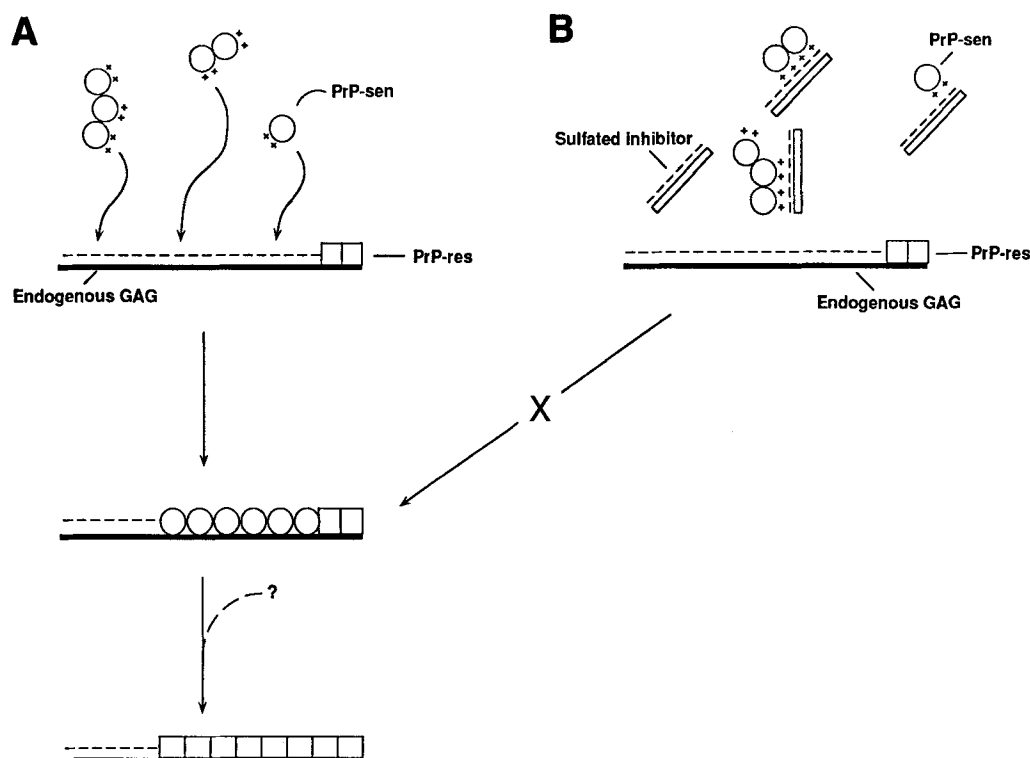 A
PrP-sen
PrP-res
Endogenous GAG
?
B
PrP-sen
Sulfated inhibitor
PrP-res
Endogenous GAG
X